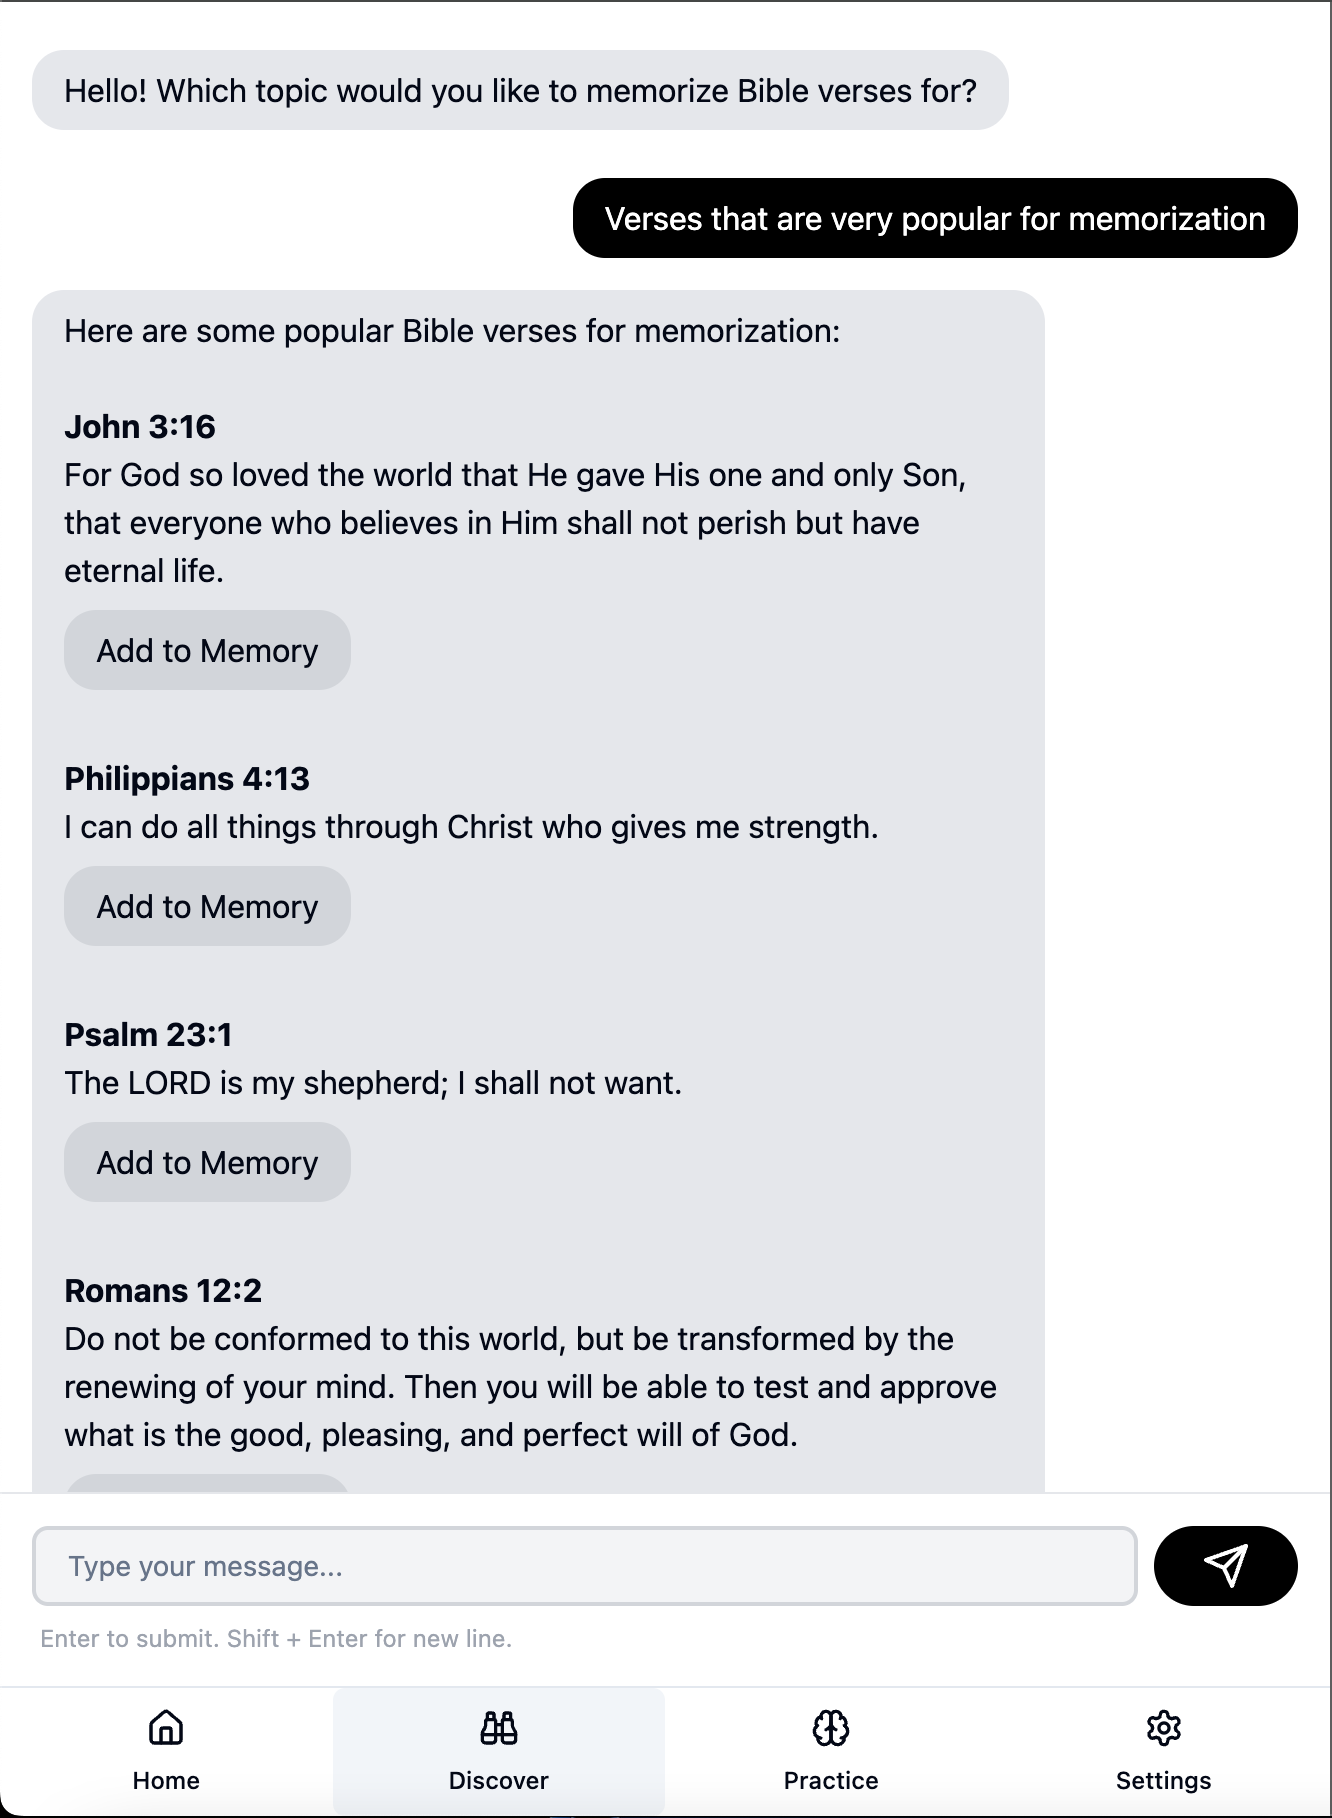 Hello! Which topic would you like to memorize Bible verses for?
Verses that are very popular for memorization
Here are some popular Bible verses for memorization:
John 3:16
For God so loved the world that He gave His one and only Son,
that everyone who believes in Him shall not perish but have
eternal life.
Add to Memory
Philippians 4:13
I can do all things through Christ who gives me strength.
Add to Memory
Psalm 23:1
The LORD is my shepherd; I shall not want.
Add to Memory
Romans 12:2
Do not be conformed to this world, but be transformed by the
renewing of your mind. Then you will be able to test and approve
what is the good, pleasing, and perfect will of God.
Type your message...
Enter to submit. Shift + Enter for new line.
Home
Discover
Practice
Settings